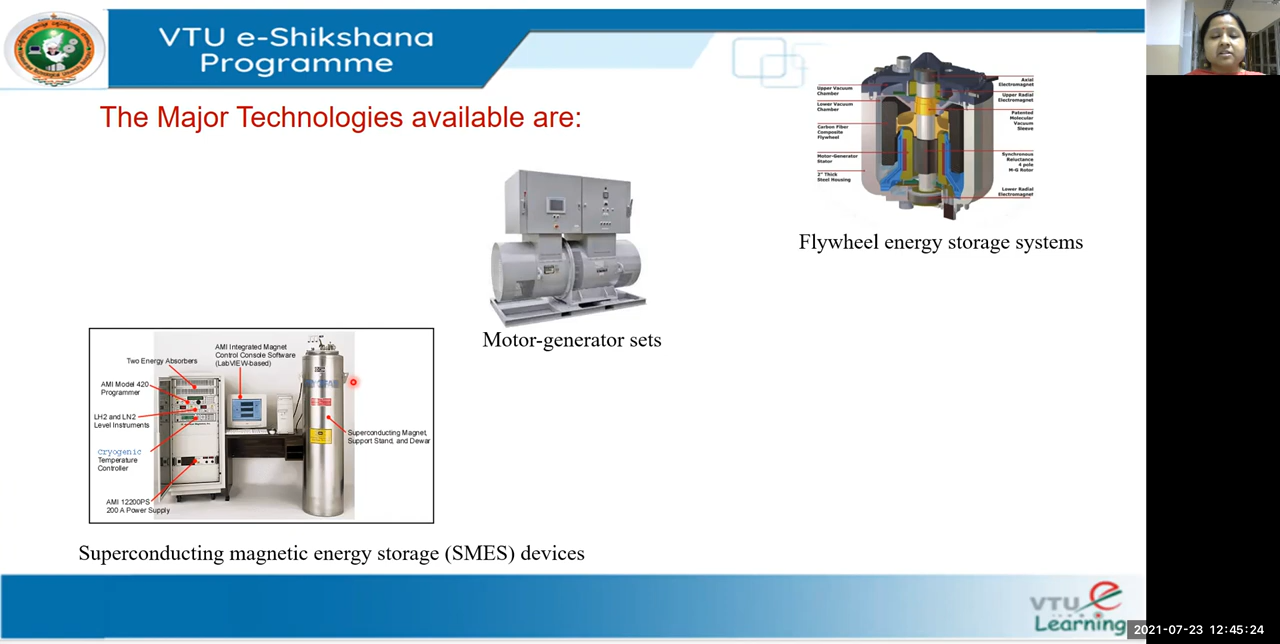 VTU e-Shikshana
Programme
The Major Technologies available are:
Upper Vacuum
Chamber
Lower Vacuum
Chamber
Carbon Fiber
Composite
Flywheel
Motor-Generator
Stator
2" Thick
Steel Housing
Axial
Electromagnet
Upper Radial
Electromagnet
Patented
Molecular
Vacuum
Sleeve
Synchronous
Reluctance
4 pole
M-G Rotor
Lower Radial
Electromagnet
Flywheel energy storage systems
Motor-generator sets
AMI Integrated Magnet
Control Console Software
(LabVIEW-based)
Two Energy Absorbers
AMI Model 420
Programmer
LH2 and LN2
Level Instruments
Cryogenic
Temperature
Controller
AMI 12200PS
200 A Power Supply
Superconducting Magnet,
Support Stand, and Dewar
Superconducting magnetic energy storage (SMES) devices
VTU e
Learning
2021-07-23 12:45:24